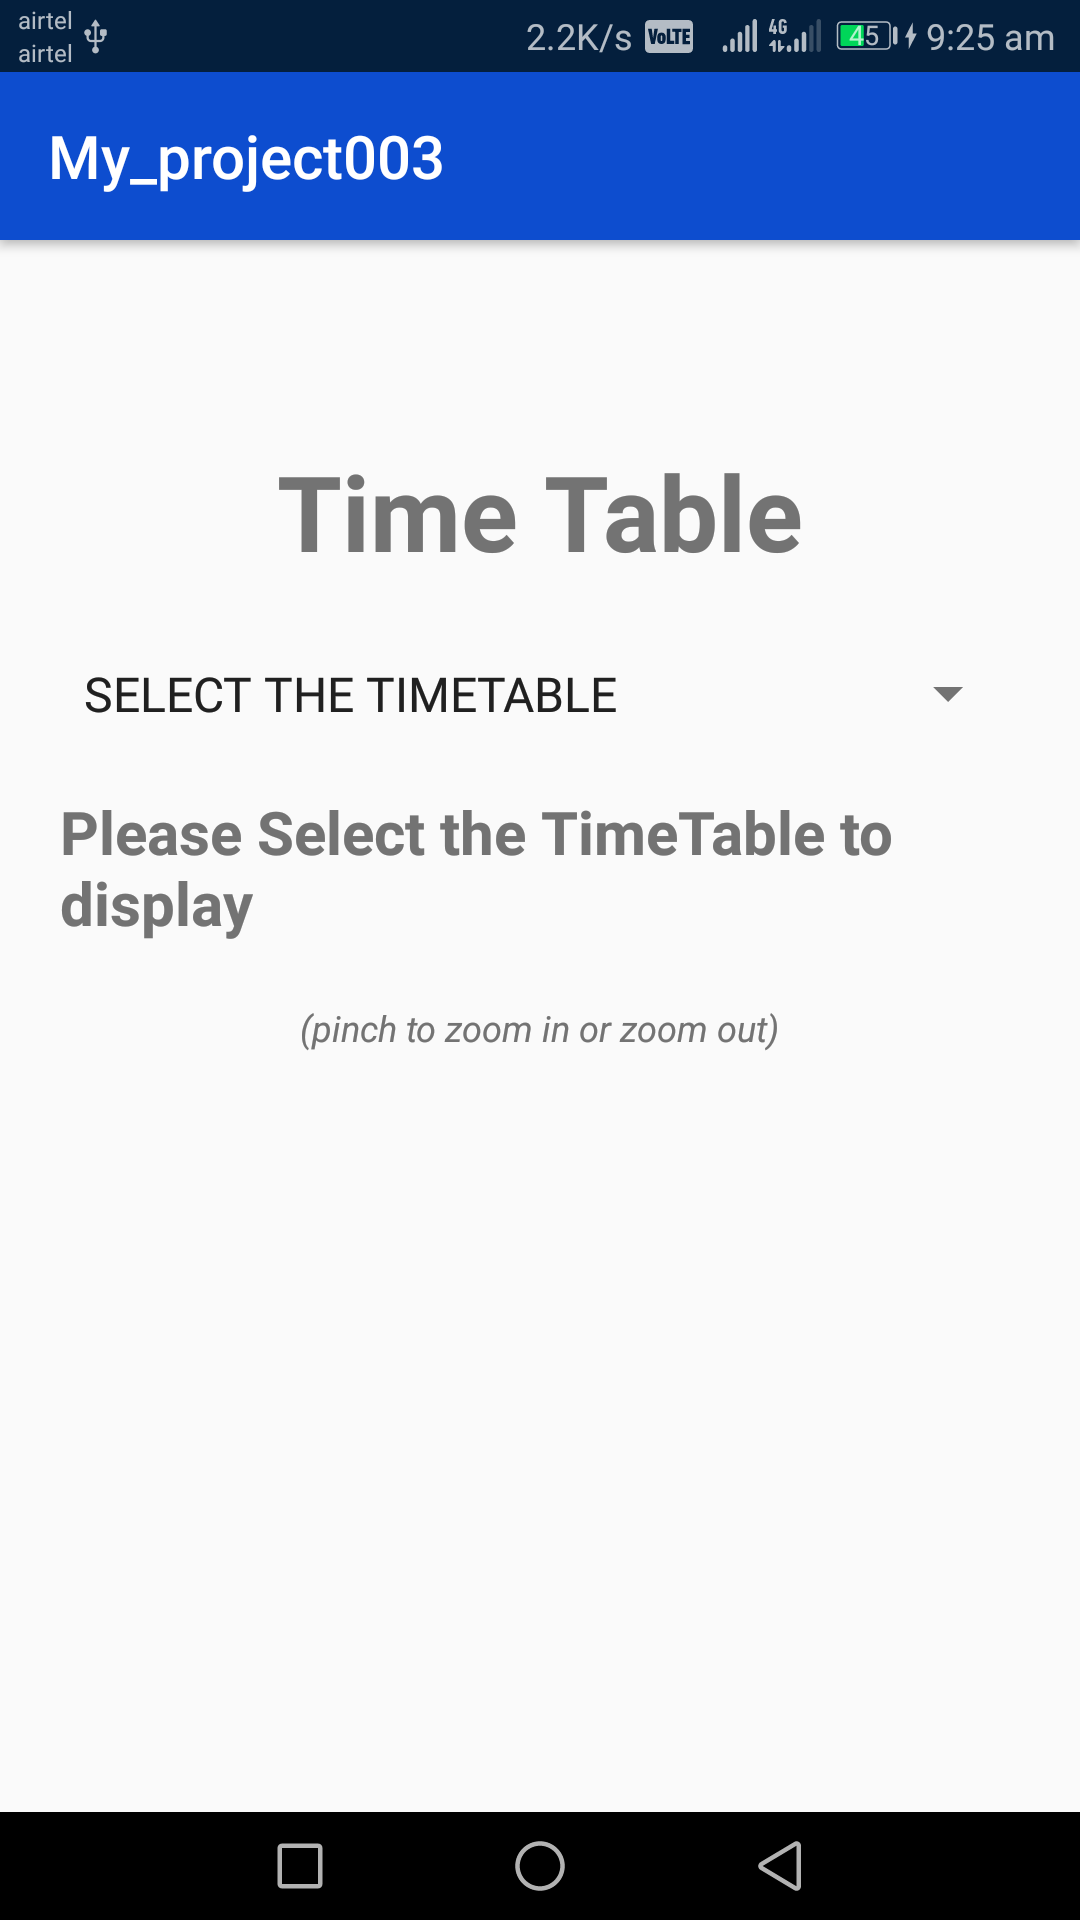 airtel
airtel
2.2K/s VoLTE 4G 45 9:25 am
My_project003
Time Table
SELECT THE TIMETABLE
Please Select the TimeTable to
display
(pinch to zoom in or zoom out)